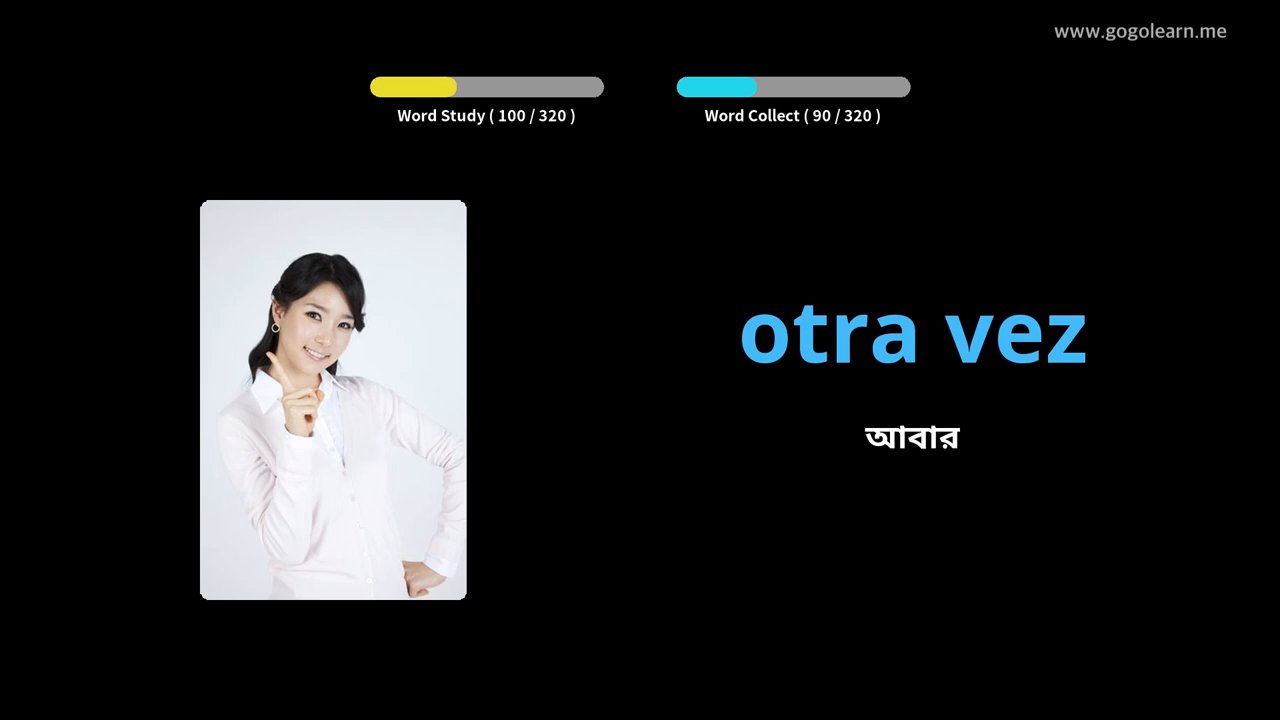 www.gogolearn.me
Word Study ( 100 / 320 )
Word Collect ( 90 / 320 )
otra vez
আবার